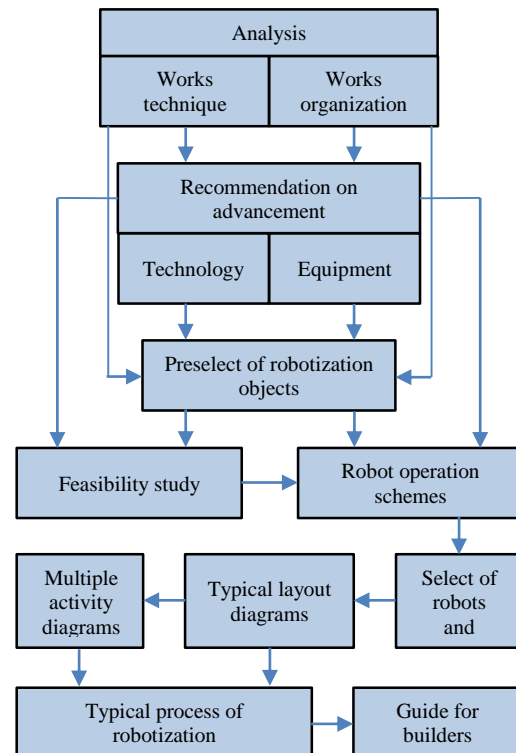 Analysis
Works
technique
Works
organization
Recommendation on
advancement
Technology
Equipment
Preselect of robotization
objects
Feasibility study
Robot operation
schemes
Multiple
activity
diagrams
Typical layout
diagrams
Select of
robots and
Typical process of
robotization
Guide for
builders